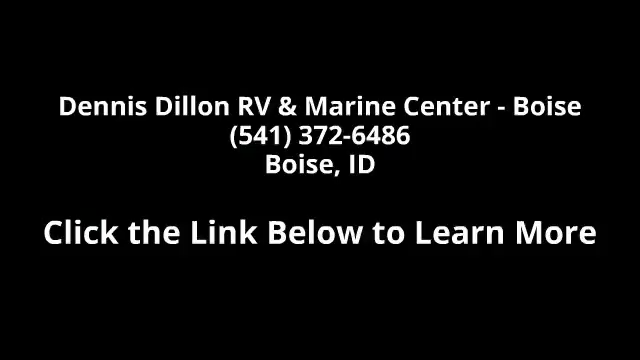 Dennis Dillon RV & Marine Center - Boise
(541) 372-6486
Boise, ID
Click the Link Below to Learn More